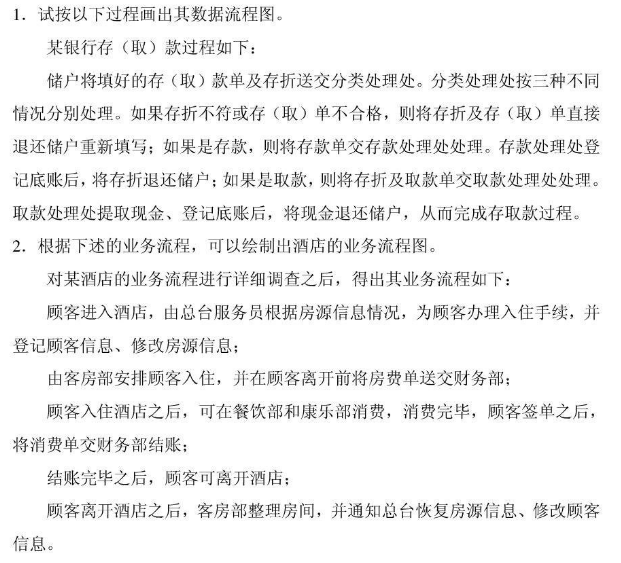 1．试按以下过程画出其数据流程图。
某银行存（取）款过程如下：
储户将填好的存（取）款单及存折送交分类处理处。分类处理处按三种不同
情况分别处理。如果存折不符或存（取）单不合格，则将存折及存（取）单直接
退还储户重新填写；如果是存款，则将存款单交存款处理处处理。存款处理处登
记底账后，将存折退还储户；如果是取款，则将存折及取款单交取款处理处处理。
取款处理处提取现金、登记底账后，将现金退还储户，从而完成存取款过程。
2．根据下述的业务流程，可以绘制出酒店的业务流程图。
对某酒店的业务流程进行详细调查之后，得出其业务流程如下：
顾客进入酒店，由总台服务员根据房源信息情况，为顾客办理入住手续，并
登记顾客信息、修改房源信息；
由客房部安排顾客入住，并在顾客离开前将房费单送交财务部；
顾客入住酒店之后，可在餐饮部和康乐部消费，消费完毕，顾客签单之后，
将消费单交财务部结账；
结账完毕之后，顾客可离开酒店；
顾客离开酒店之后，客房部整理房间，并通知总台恢复房源信息、修改顾客
信息。